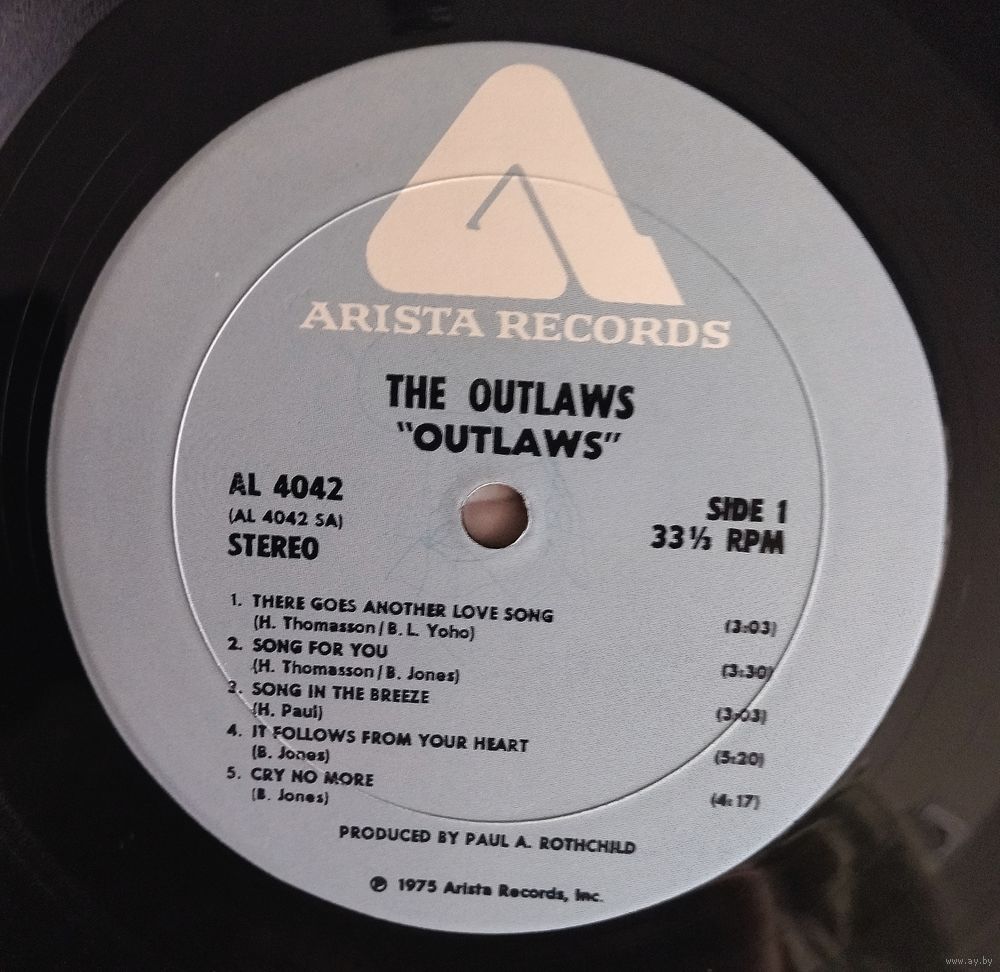 ARISTA RECORDS
THE OUTLAWS
"OUTLAWS"
AL 4042
(AL 4042 SA)
STEREO
SIDE 1
33⅓ RPM
1. THERE GOES ANOTHER LOVE SONG
(H. Thomasson/B. L. Yoho) (3:03)
2. SONG FOR YOU
(H. Thomasson/B. Jones) (3:30)
3. SONG IN THE BREEZE
(H. Paul) (3:03)
4. IT FOLLOWS FROM YOUR HEART
(B. Jones) (5:20)
5. CRY NO MORE
(B. Jones) (4:17)
PRODUCED BY PAUL A. ROTHCHILD
℗ 1975 Arista Records, Inc.
www.ay.by